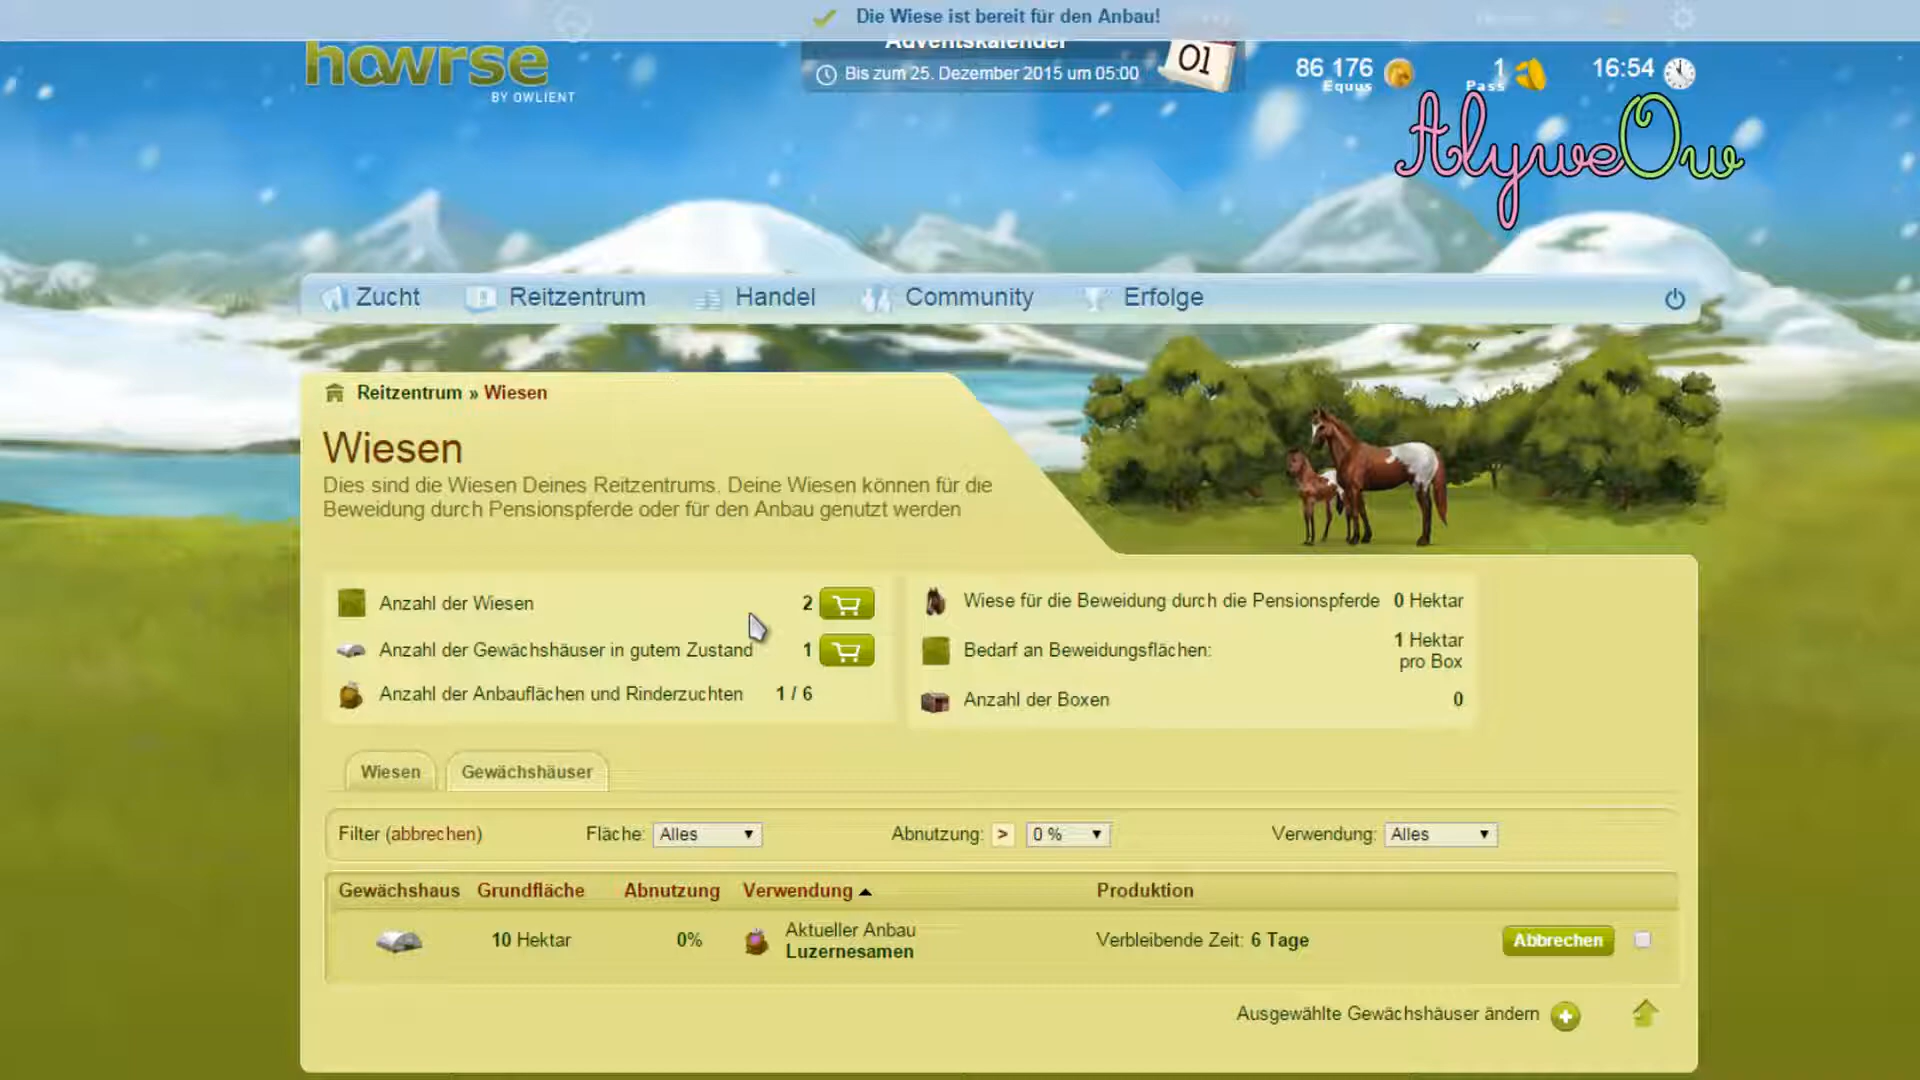 Die Wiese ist bereit für den Anbau!
howrse
BY OWLIENT
Adventskalender
Bis zum 25. Dezember 2015 um 05:00
01
86 176
Equus
1
Pass
16:54
AlyweOw
Zucht
Reitzentrum
Handel
Community
Erfolge
Reitzentrum » Wiesen
Wiesen
Dies sind die Wiesen Deines Reitzentrums. Deine Wiesen können für die
Beweidung durch Pensionspferde oder für den Anbau genutzt werden
Anzahl der Wiesen 2
Anzahl der Gewächshäuser in gutem Zustand 1
Anzahl der Anbauflächen und Rinderzuchten 1 / 6
Wiese für die Beweidung durch die Pensionspferde 0 Hektar
Bedarf an Beweidungsflächen: 1 Hektar
pro Box
Anzahl der Boxen 0
Wiesen
Gewächshäuser
Filter (abbrechen) Fläche: Alles Abnutzung: > 0 % Verwendung: Alles
Gewächshaus Grundfläche Abnutzung Verwendung Produktion
10 Hektar 0% Aktueller Anbau
Luzernesamen
Verbleibende Zeit: 6 Tage
Abbrechen
Ausgewählte Gewächshäuser ändern